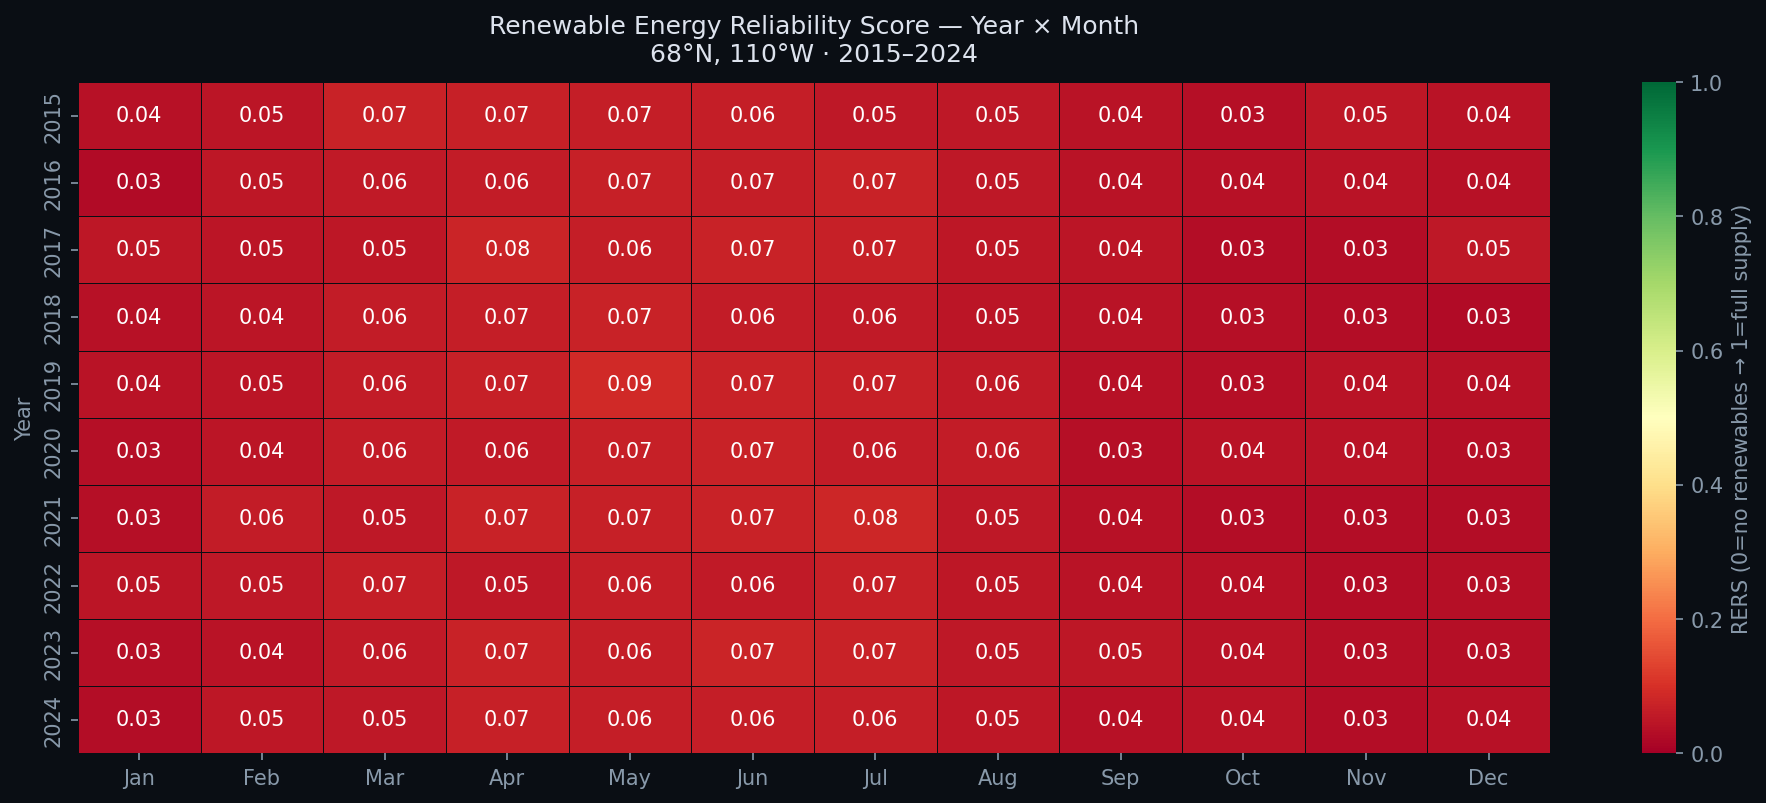 Renewable Energy Reliability Score — Year × Month
68°N, 110°W · 2015–2024
Year
2015 0.04 0.05 0.07 0.07 0.07 0.06 0.05 0.05 0.04 0.03 0.05 0.04
2016 0.03 0.05 0.06 0.06 0.07 0.07 0.07 0.05 0.04 0.04 0.04 0.04
2017 0.05 0.05 0.05 0.08 0.06 0.07 0.07 0.05 0.04 0.03 0.03 0.05
2018 0.04 0.04 0.06 0.07 0.07 0.06 0.06 0.05 0.04 0.03 0.03 0.03
2019 0.04 0.05 0.06 0.07 0.09 0.07 0.07 0.06 0.04 0.03 0.04 0.04
2020 0.03 0.04 0.06 0.06 0.07 0.07 0.06 0.06 0.03 0.04 0.04 0.03
2021 0.03 0.06 0.05 0.07 0.07 0.07 0.08 0.05 0.04 0.03 0.03 0.03
2022 0.05 0.05 0.07 0.05 0.06 0.06 0.07 0.05 0.04 0.04 0.03 0.03
2023 0.03 0.04 0.06 0.07 0.06 0.07 0.07 0.05 0.05 0.04 0.03 0.03
2024 0.03 0.05 0.05 0.07 0.06 0.06 0.06 0.05 0.04 0.04 0.03 0.04
Jan Feb Mar Apr May Jun Jul Aug Sep Oct Nov Dec
1.0
0.8
0.6
0.4
0.2
0.0
RERS (0=no renewables → 1=full supply)